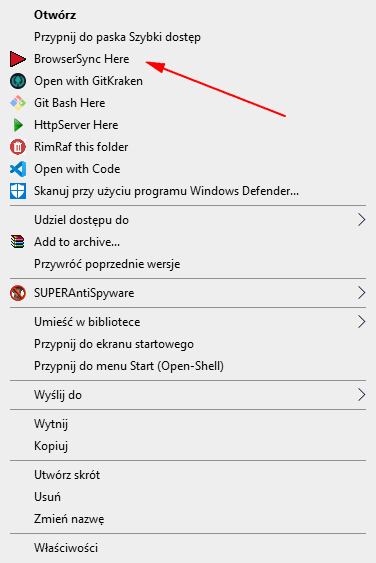 Otwórz
Przypnij do paska Szybki dostęp
BrowserSync Here
Open with GitKraken
Git Bash Here
HttpServer Here
RimRaf this folder
Open with Code
Skanuj przy użyciu programu Windows Defender...
Udziel dostępu do
Add to archive...
Przywróć poprzednie wersje
SUPERAntiSpyware
Umieść w bibliotece
Przypnij do ekranu startowego
Przypnij do menu Start (Open-Shell)
Wyślij do
Wytnij
Kopiuj
Utwórz skrót
Usuń
Zmień nazwę
Właściwości